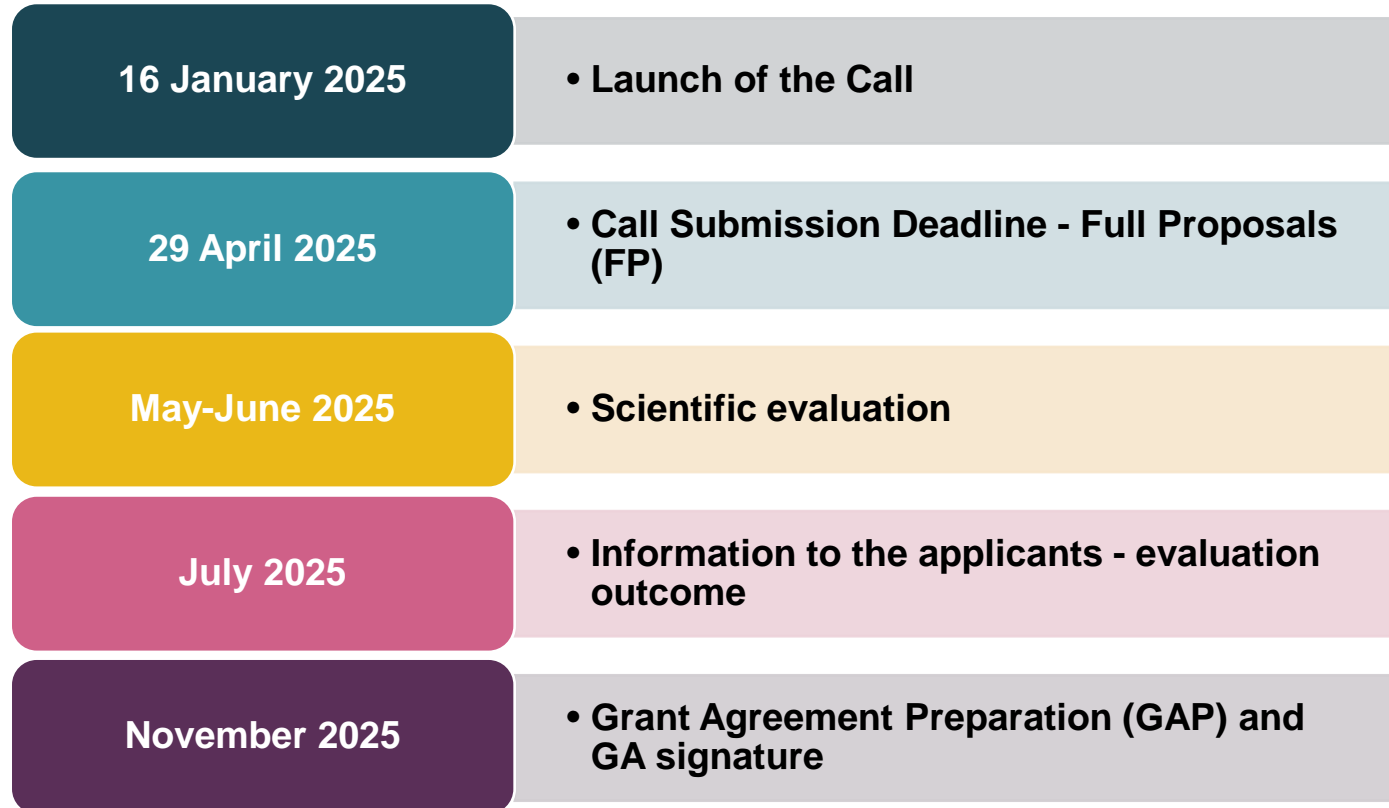 16 January 2025
• Launch of the Call
29 April 2025
• Call Submission Deadline - Full Proposals
(FP)
May-June 2025
• Scientific evaluation
July 2025
• Information to the applicants - evaluation
outcome
November 2025
• Grant Agreement Preparation (GAP) and
GA signature